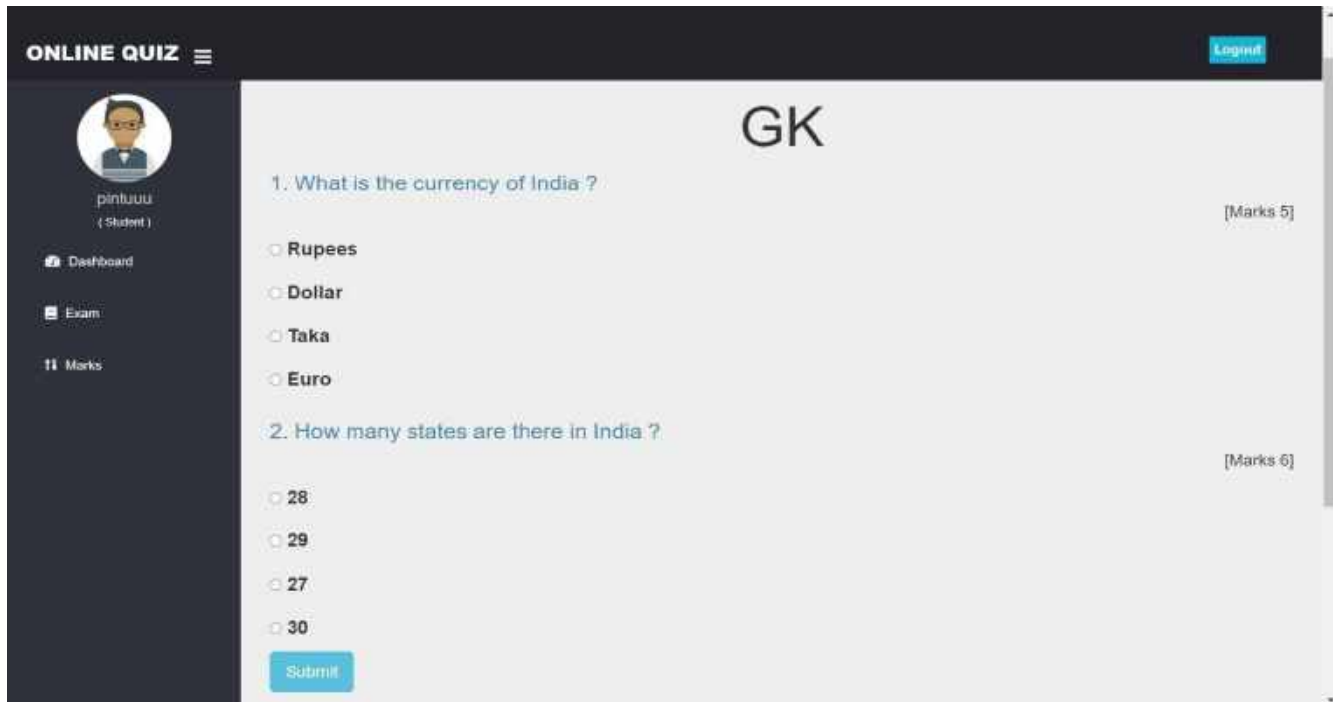 ONLINE QUIZ
Logout
pintuuu
( Student )
Dashboard
Exam
Marks
GK
1. What is the currency of India ?
[Marks 5]
Rupees
Dollar
Taka
Euro
2. How many states are there in India ?
[Marks 6]
28
29
27
30
Submit